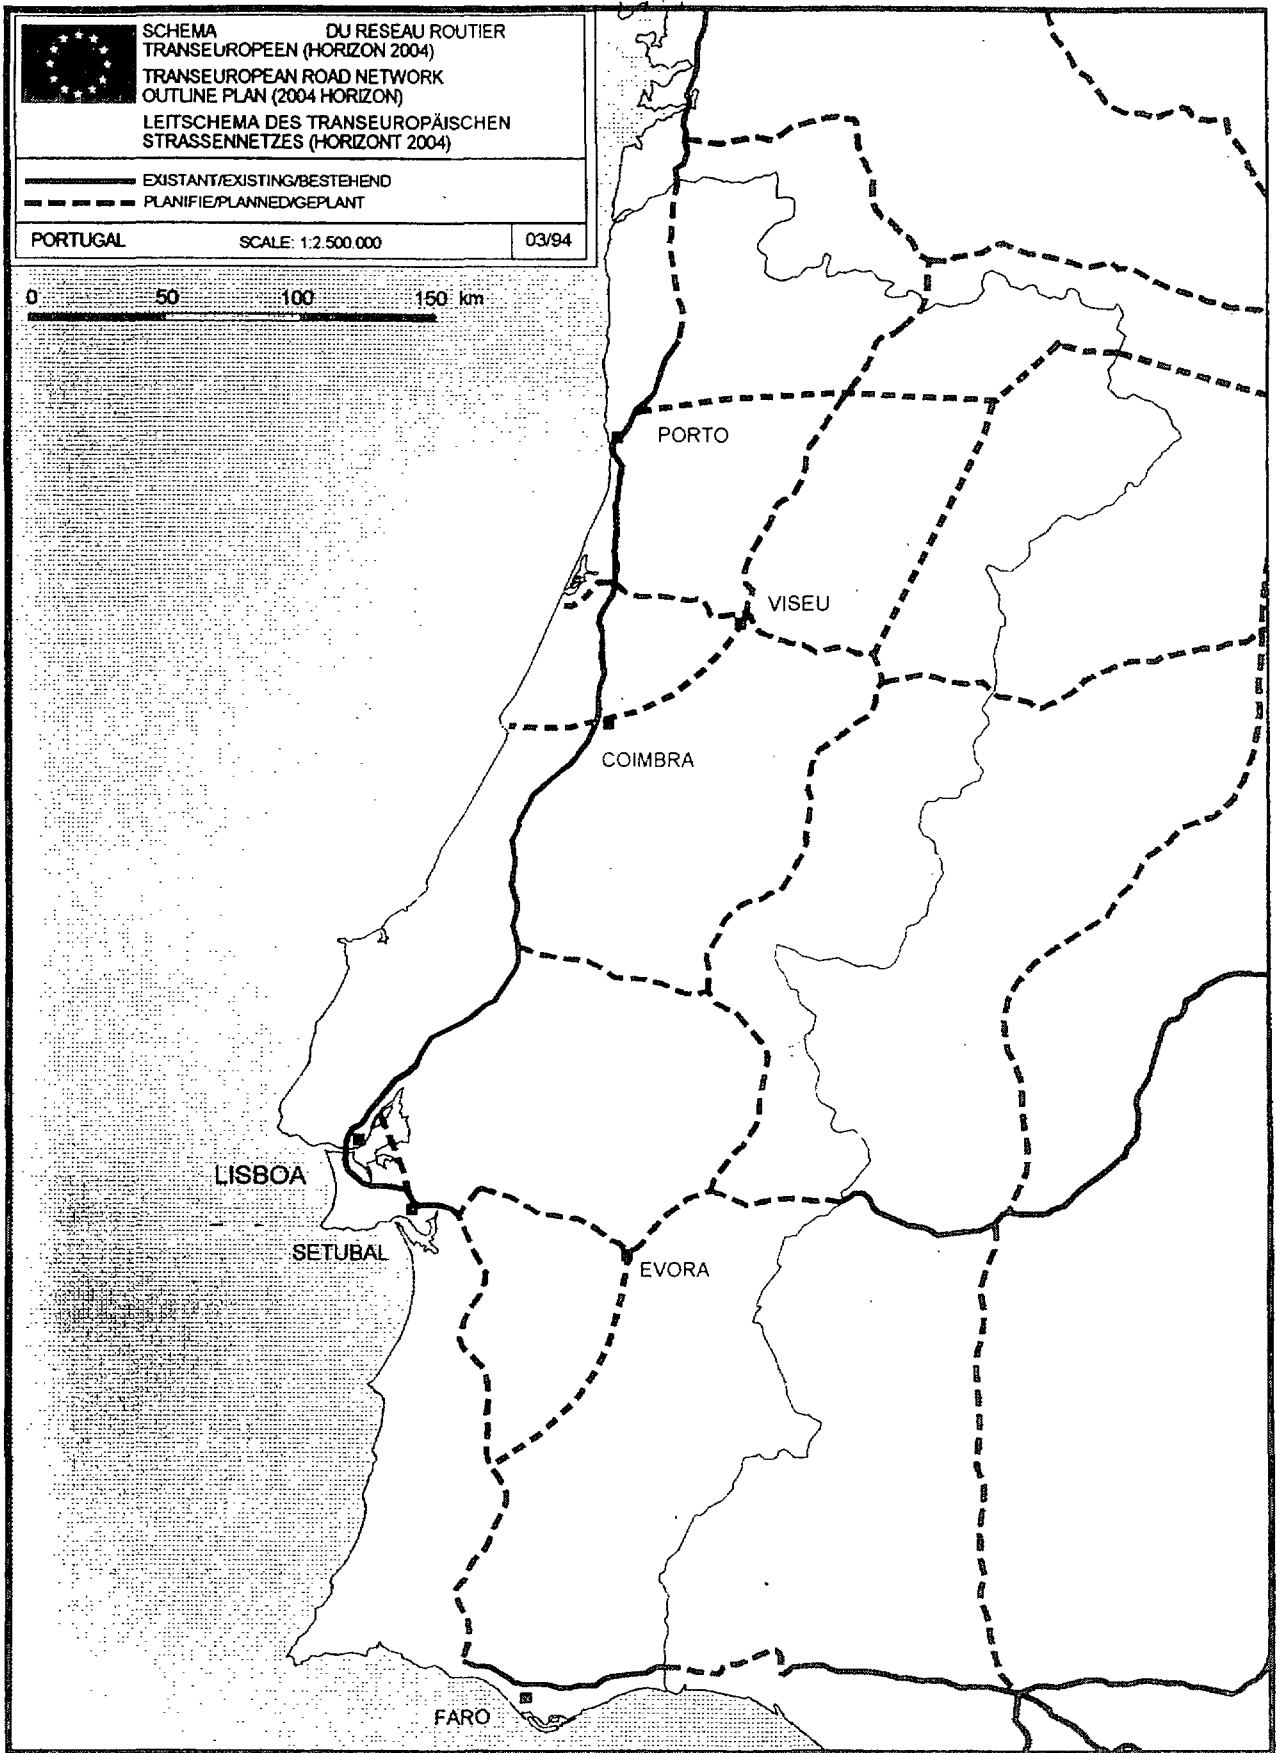 SCHEMA DU RESEAU ROUTIER
TRANSEUROPEEN (HORIZON 2004)
TRANSEUROPEAN ROAD NETWORK
OUTLINE PLAN (2004 HORIZON)
LEITSCHEMA DES TRANSEUROPÄISCHEN
STRASSENNETZES (HORIZONT 2004)
EXISTANT/EXISTING/BESTEHEND
PLANIFIE/PLANNED/GEPLANT
PORTUGAL SCALE: 1:2.500.000 03/94
0 50 100 150 km
PORTO
VISEU
COIMBRA
LISBOA
SETUBAL
EVORA
FARO